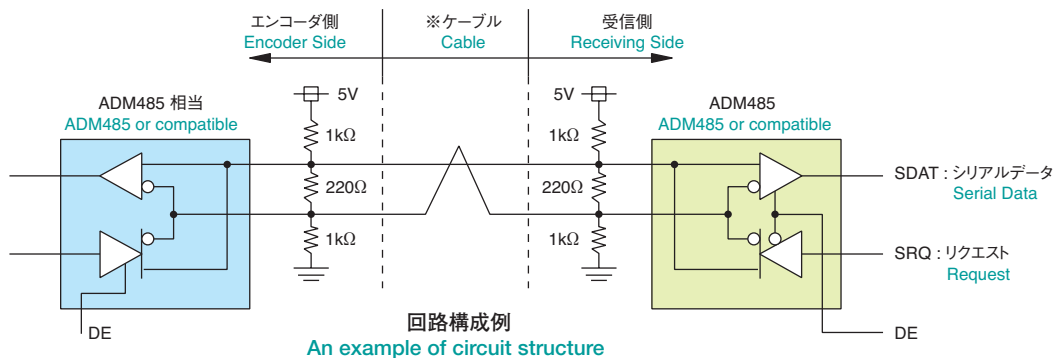 エンコーダ側
Encoder Side
※ケーブル
Cable
受信側
Receiving Side
ADM485 相当
ADM485 or compatible
5V
1kΩ
220Ω
1kΩ
DE
5V
1kΩ
220Ω
1kΩ
ADM485
ADM485 or compatible
SDAT : シリアルデータ
Serial Data
SRQ : リクエスト
Request
DE
回路構成例
An example of circuit structure